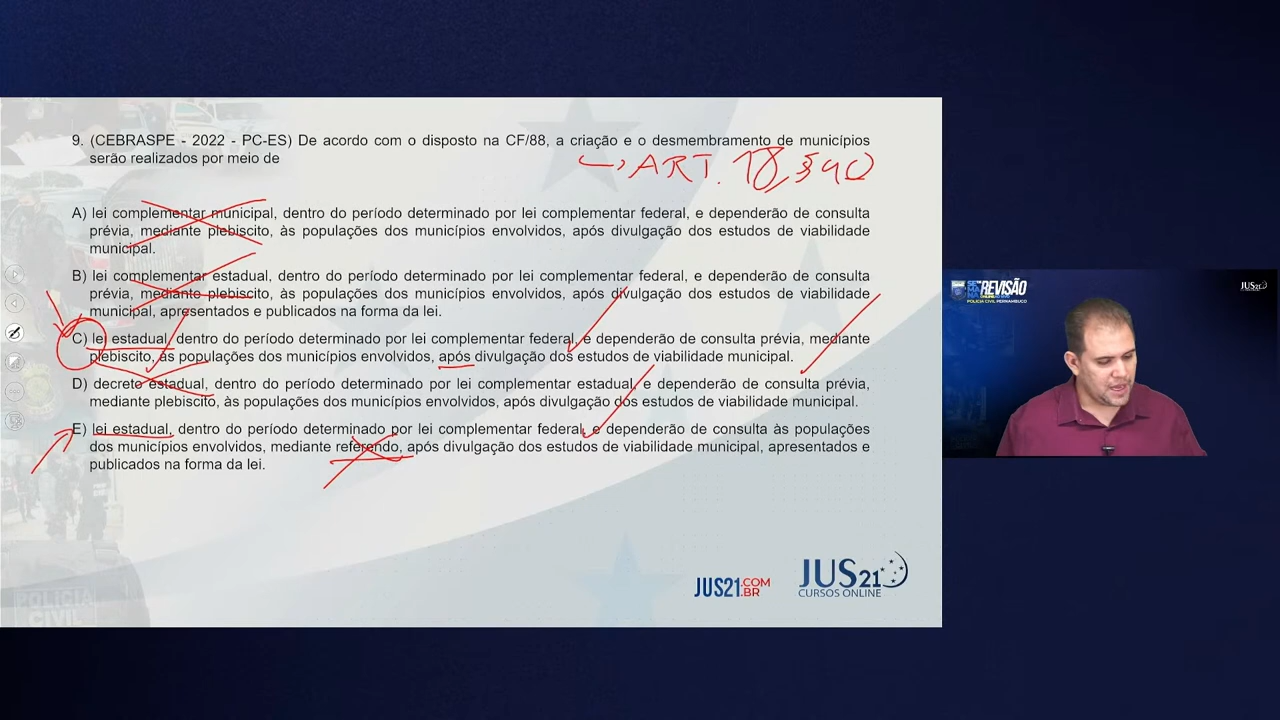 9. (CEBRASPE - 2022 - PC-ES) De acordo com o disposto na CF/88, a criação e o desmembramento de municípios
serão realizados por meio de
ART. 18, §4º
A) lei complementar municipal, dentro do período determinado por lei complementar federal, e dependerão de consulta
prévia, mediante plebiscito, às populações dos municípios envolvidos, após divulgação dos estudos de viabilidade
municipal.
B) lei complementar estadual, dentro do período determinado por lei complementar federal, e dependerão de consulta
prévia, mediante plebiscito, às populações dos municípios envolvidos, após divulgação dos estudos de viabilidade
municipal, apresentados e publicados na forma da lei.
C) lei estadual, dentro do período determinado por lei complementar federal, e dependerão de consulta prévia, mediante
plebiscito, às populações dos municípios envolvidos, após divulgação dos estudos de viabilidade municipal.
D) decreto estadual, dentro do período determinado por lei complementar estadual, e dependerão de consulta prévia,
mediante plebiscito, às populações dos municípios envolvidos, após divulgação dos estudos de viabilidade municipal.
E) lei estadual, dentro do período determinado por lei complementar federal, e dependerão de consulta às populações
dos municípios envolvidos, mediante referendo, após divulgação dos estudos de viabilidade municipal, apresentados e
publicados na forma da lei.
POLÍCIA
CIVIL
JUS21.COM.BR
JUS21
CURSOS ONLINE
SEMANA REVISÃO
POLÍCIA CIVIL PERNAMBUCO
JUS21